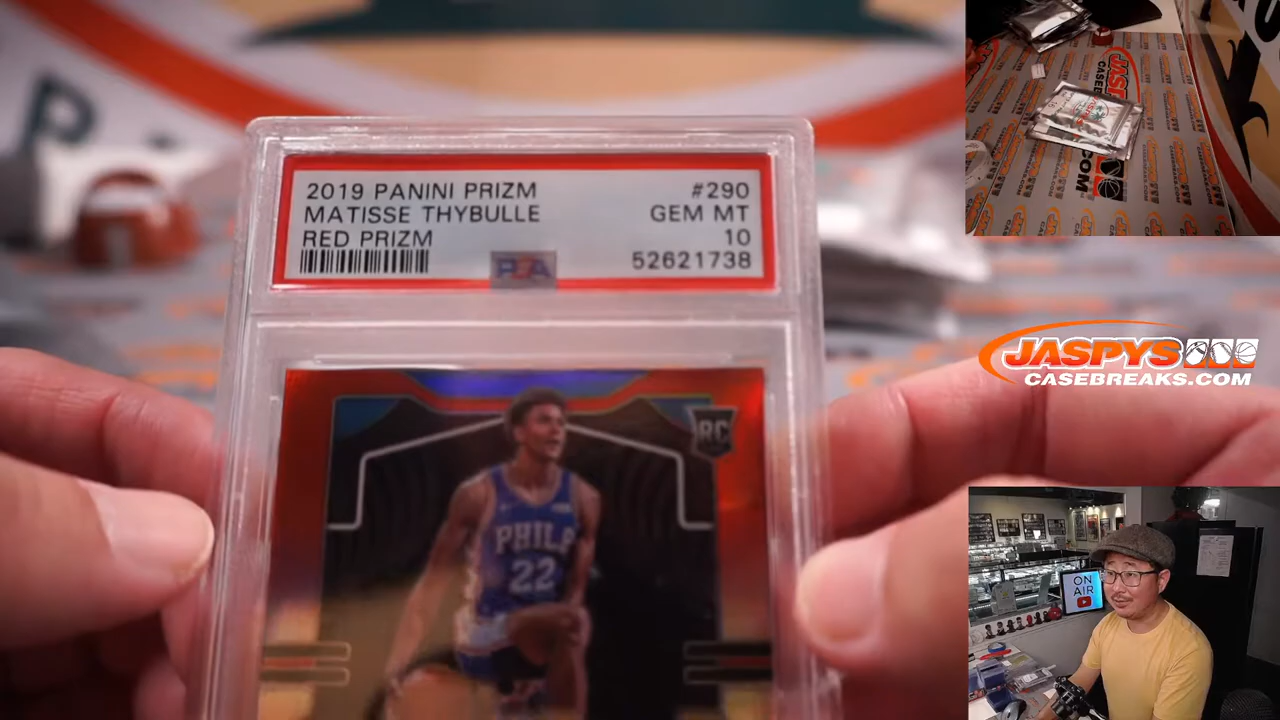 2019 PANINI PRIZM #290
MATISSE THYBULLE GEM MT
RED PRIZM 10
52621738
PSA
RC
PHILA
22
JASPYS
CASEBREAKS.COM
ON
AIR